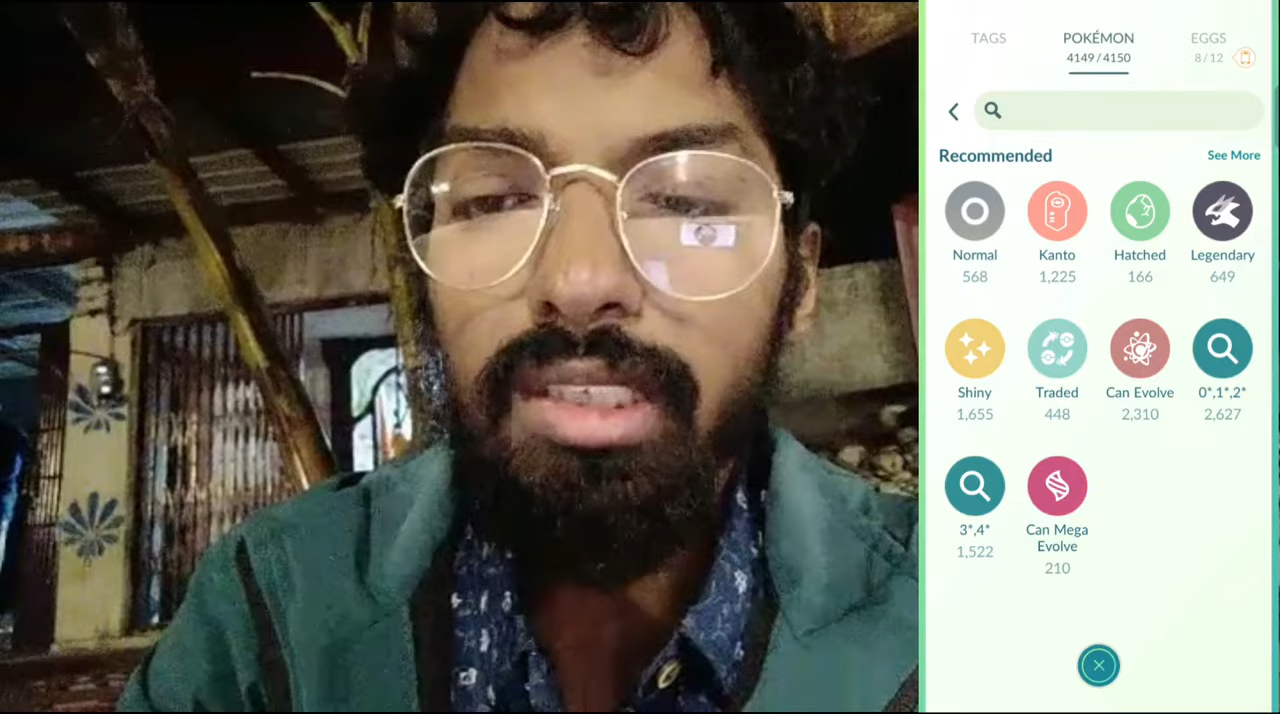 TAGS POKÉMON EGGS
4149 / 4150 8 / 12
Recommended See More
Normal Kanto Hatched Legendary
568 1,225 166 649
Shiny Traded Can Evolve 0*,1*,2*
1,655 448 2,310 2,627
3*,4* Can Mega
Evolve
1,522
210